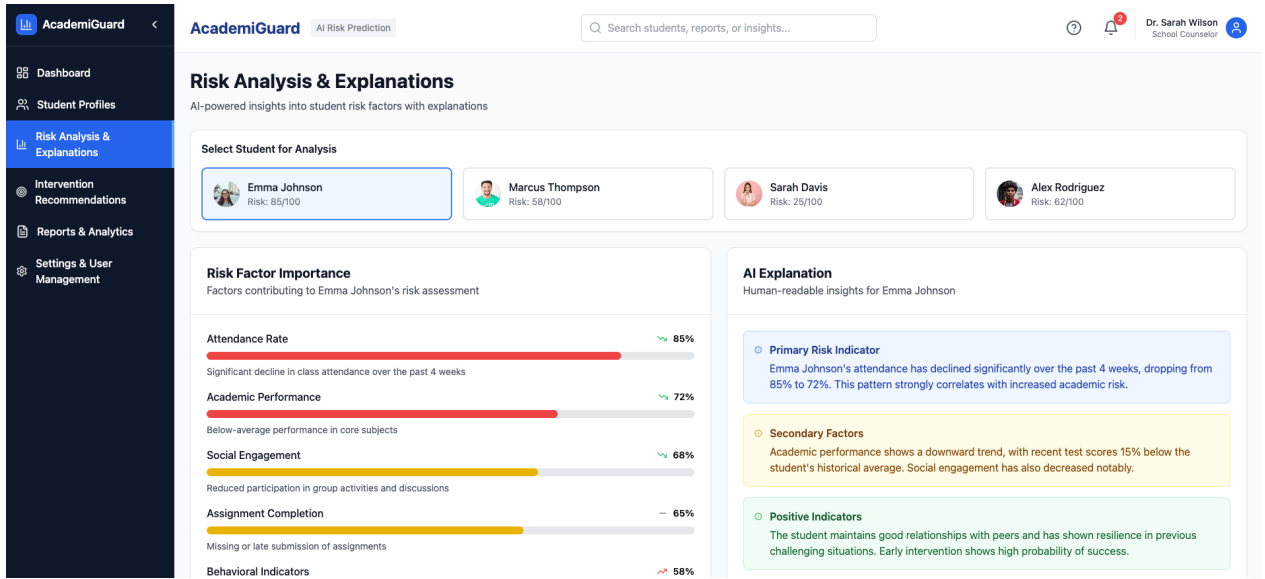 AcademiGuard
Dashboard
Student Profiles
Risk Analysis &
Explanations
Intervention
Recommendations
Reports & Analytics
Settings & User
Management
AcademiGuard
AI Risk Prediction
Search students, reports, or insights...
2
Dr. Sarah Wilson
School Counselor
Risk Analysis & Explanations
AI-powered insights into student risk factors with explanations
Select Student for Analysis
Emma Johnson
Risk: 85/100
Marcus Thompson
Risk: 58/100
Sarah Davis
Risk: 25/100
Alex Rodriguez
Risk: 62/100
Risk Factor Importance
Factors contributing to Emma Johnson's risk assessment
Attendance Rate 85%
Significant decline in class attendance over the past 4 weeks
Academic Performance 72%
Below-average performance in core subjects
Social Engagement 68%
Reduced participation in group activities and discussions
Assignment Completion 65%
Missing or late submission of assignments
Behavioral Indicators 58%
AI Explanation
Human-readable insights for Emma Johnson
Primary Risk Indicator
Emma Johnson's attendance has declined significantly over the past 4 weeks, dropping from
85% to 72%. This pattern strongly correlates with increased academic risk.
Secondary Factors
Academic performance shows a downward trend, with recent test scores 15% below the
student's historical average. Social engagement has also decreased notably.
Positive Indicators
The student maintains good relationships with peers and has shown resilience in previous
challenging situations. Early intervention shows high probability of success.